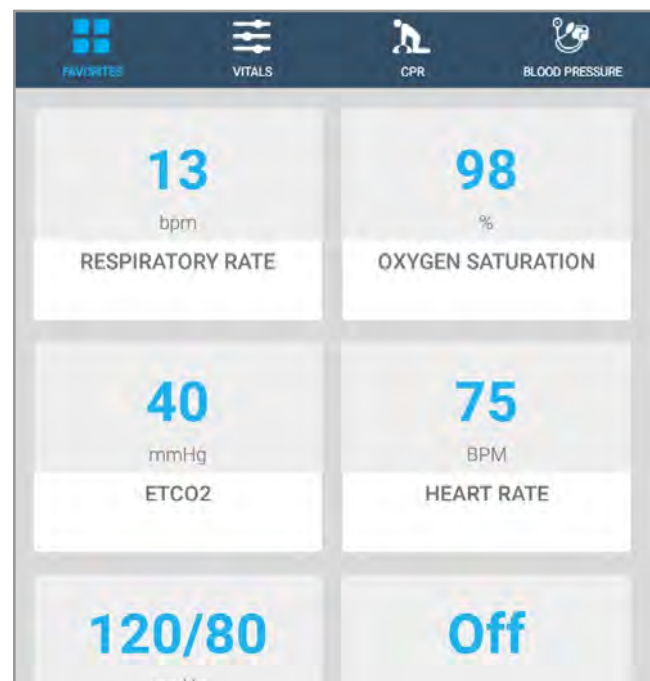 FAVORITES VITALS CPR BLOOD PRESSURE
13 98
bpm %
RESPIRATORY RATE OXYGEN SATURATION
40 75
mmHg BPM
ETCO2 HEART RATE
120/80 Off